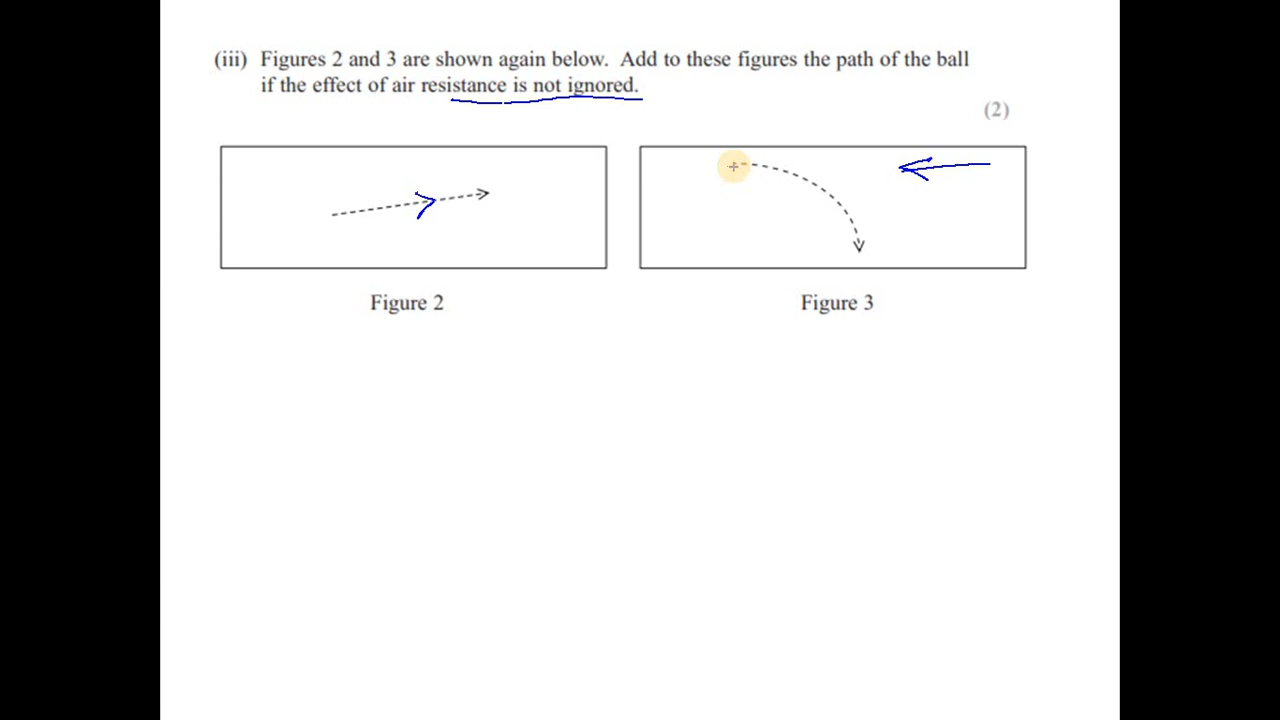 (iii) Figures 2 and 3 are shown again below. Add to these figures the path of the ball
if the effect of air resistance is not ignored.
(2)
Figure 2
Figure 3